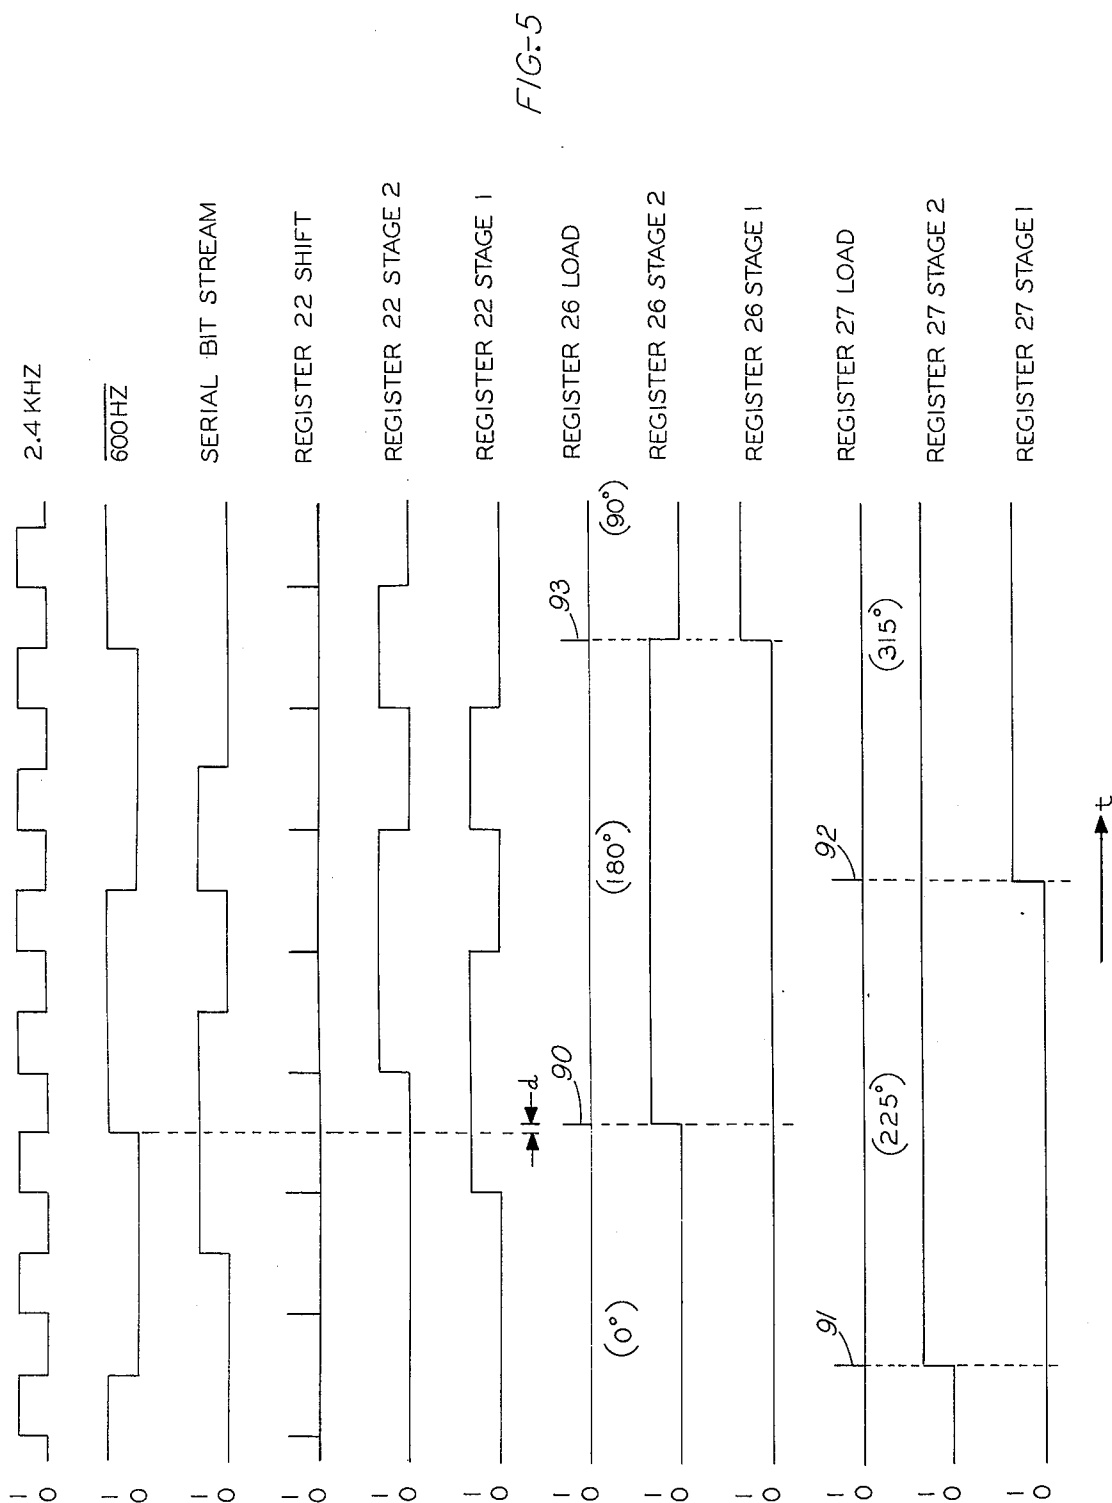 1
0
2.4 KHZ
1
0
600HZ
1
0
SERIAL BIT STREAM
1
0
REGISTER 22 SHIFT
1
0
REGISTER 22 STAGE 2
1
0
REGISTER 22 STAGE 1
d
FIG-5
1
0
90
93
REGISTER 26 LOAD
(0°)
(180°)
(90°)
1
0
REGISTER 26 STAGE 2
1
0
REGISTER 26 STAGE 1
1
0
91
92
REGISTER 27 LOAD
(225°)
(315°)
1
0
REGISTER 27 STAGE 2
1
0
REGISTER 27 STAGE 1
t